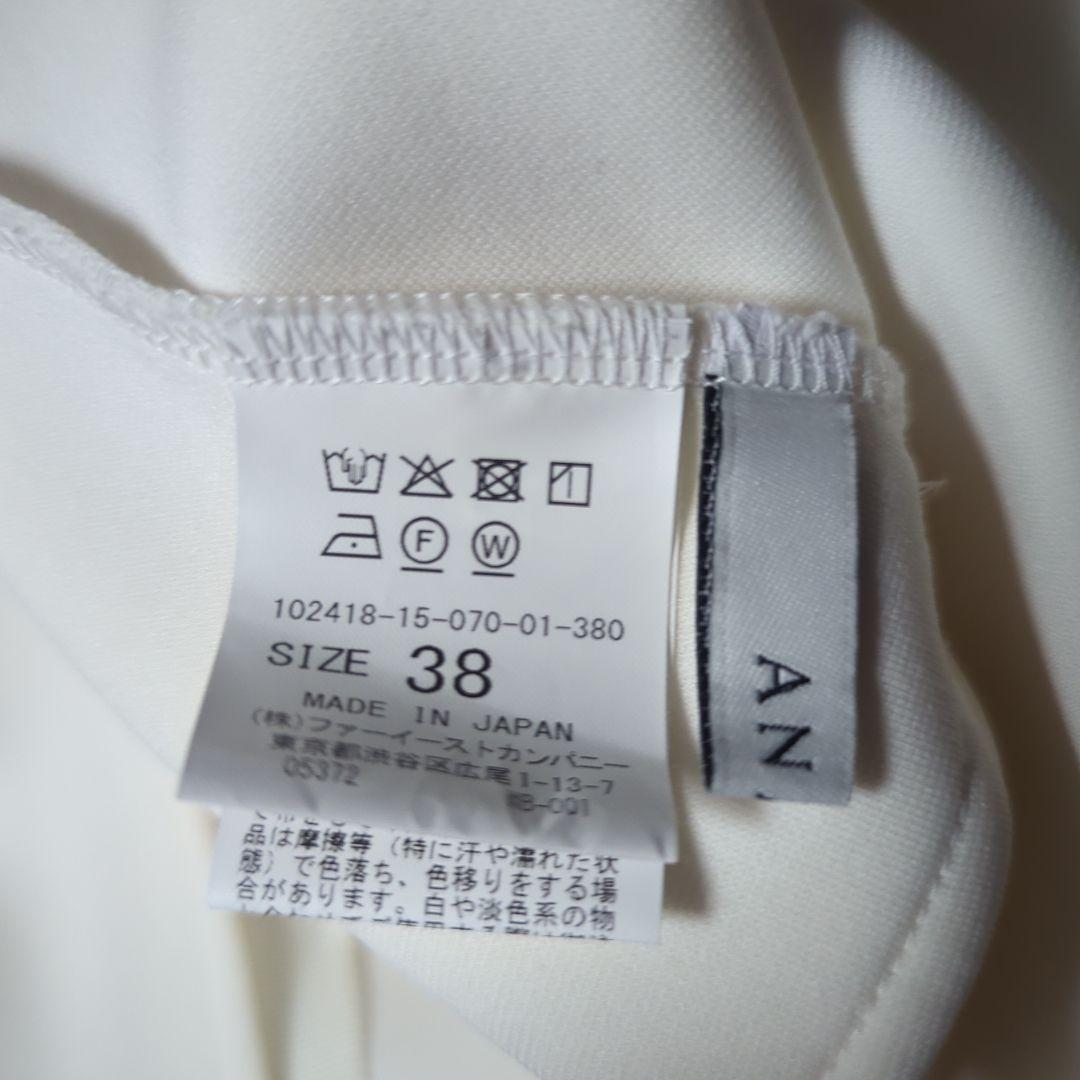 102418-15-070-01-380
SIZE 38
MADE IN JAPAN
(株)ファーイーストカンパニー
東京都渋谷区広尾1-13-7
05372
品は摩擦等(特に汗や濡れた状
態)で色落ち、色移りをする場
合があります。白や淡色系の物
F
W
AN